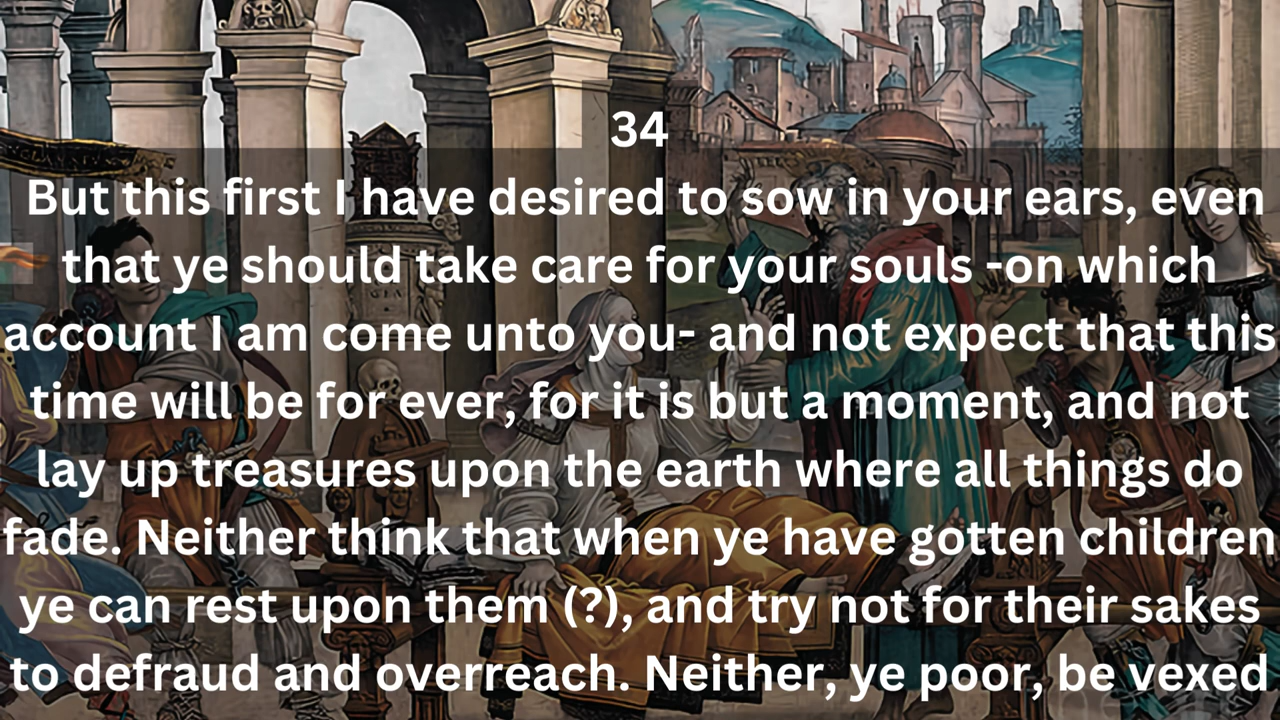 34
But this first I have desired to sow in your ears, even
that ye should take care for your souls -on which
account I am come unto you- and not expect that this
time will be for ever, for it is but a moment, and not
lay up treasures upon the earth where all things do
fade. Neither think that when ye have gotten children
ye can rest upon them (?), and try not for their sakes
to defraud and overreach. Neither, ye poor, be vexed